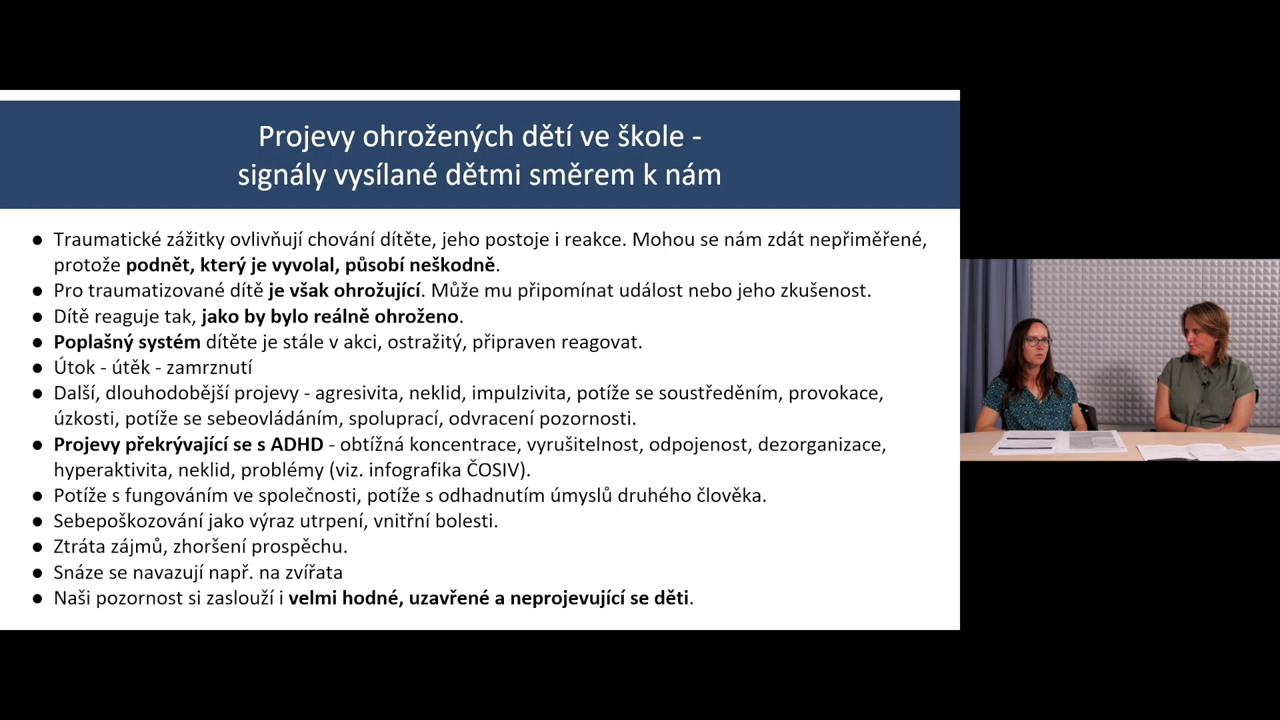 Projevy ohrožených dětí ve škole -
signály vysílané dětmi směrem k nám
● Traumatické zážitky ovlivňují chování dítěte, jeho postoje i reakce. Mohou se nám zdát nepřiměřené,
protože podnět, který je vyvolal, působí neškodně.
● Pro traumatizované dítě je však ohrožující. Může mu připomínat událost nebo jeho zkušenost.
● Dítě reaguje tak, jako by bylo reálně ohroženo.
● Poplašný systém dítěte je stále v akci, ostražitý, připraven reagovat.
● Útok - útěk - zamrznutí
● Další, dlouhodobější projevy - agresivita, neklid, impulzivita, potíže se soustředěním, provokace,
úzkosti, potíže se sebeovládáním, spoluprací, odvracení pozornosti.
● Projevy překrývající se s ADHD - obtížná koncentrace, vyrušitelnost, odpojenost, dezorganizace,
hyperaktivita, neklid, problémy (viz. infografika ČOSIV).
● Potíže s fungováním ve společnosti, potíže s odhadnutím úmyslů druhého člověka.
● Sebepoškozování jako výraz utrpení, vnitřní bolesti.
● Ztráta zájmů, zhoršení prospěchu.
● Snáze se navazují např. na zvířata
● Naši pozornost si zaslouží i velmi hodné, uzavřené a neprojevující se děti.